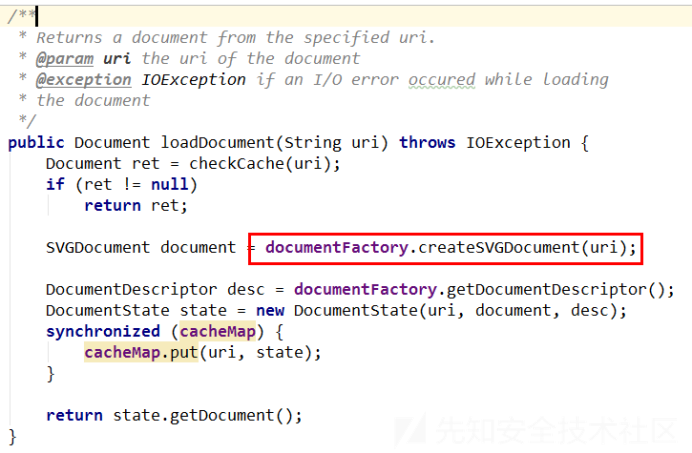 /**
 * Returns a document from the specified uri.
 * @param uri the uri of the document
 * @exception IOException if an I/O error occured while loading
 * the document
 */
public Document loadDocument(String uri) throws IOException {
    Document ret = checkCache(uri);
    if (ret != null)
        return ret;

    SVGDocument document = documentFactory.createSVGDocument(uri);

    DocumentDescriptor desc = documentFactory.getDocumentDescriptor();
    DocumentState state = new DocumentState(uri, document, desc);
    synchronized (cacheMap) {
        cacheMap.put(uri, state);
    }

    return state.getDocument();
}
先知安全技术社区